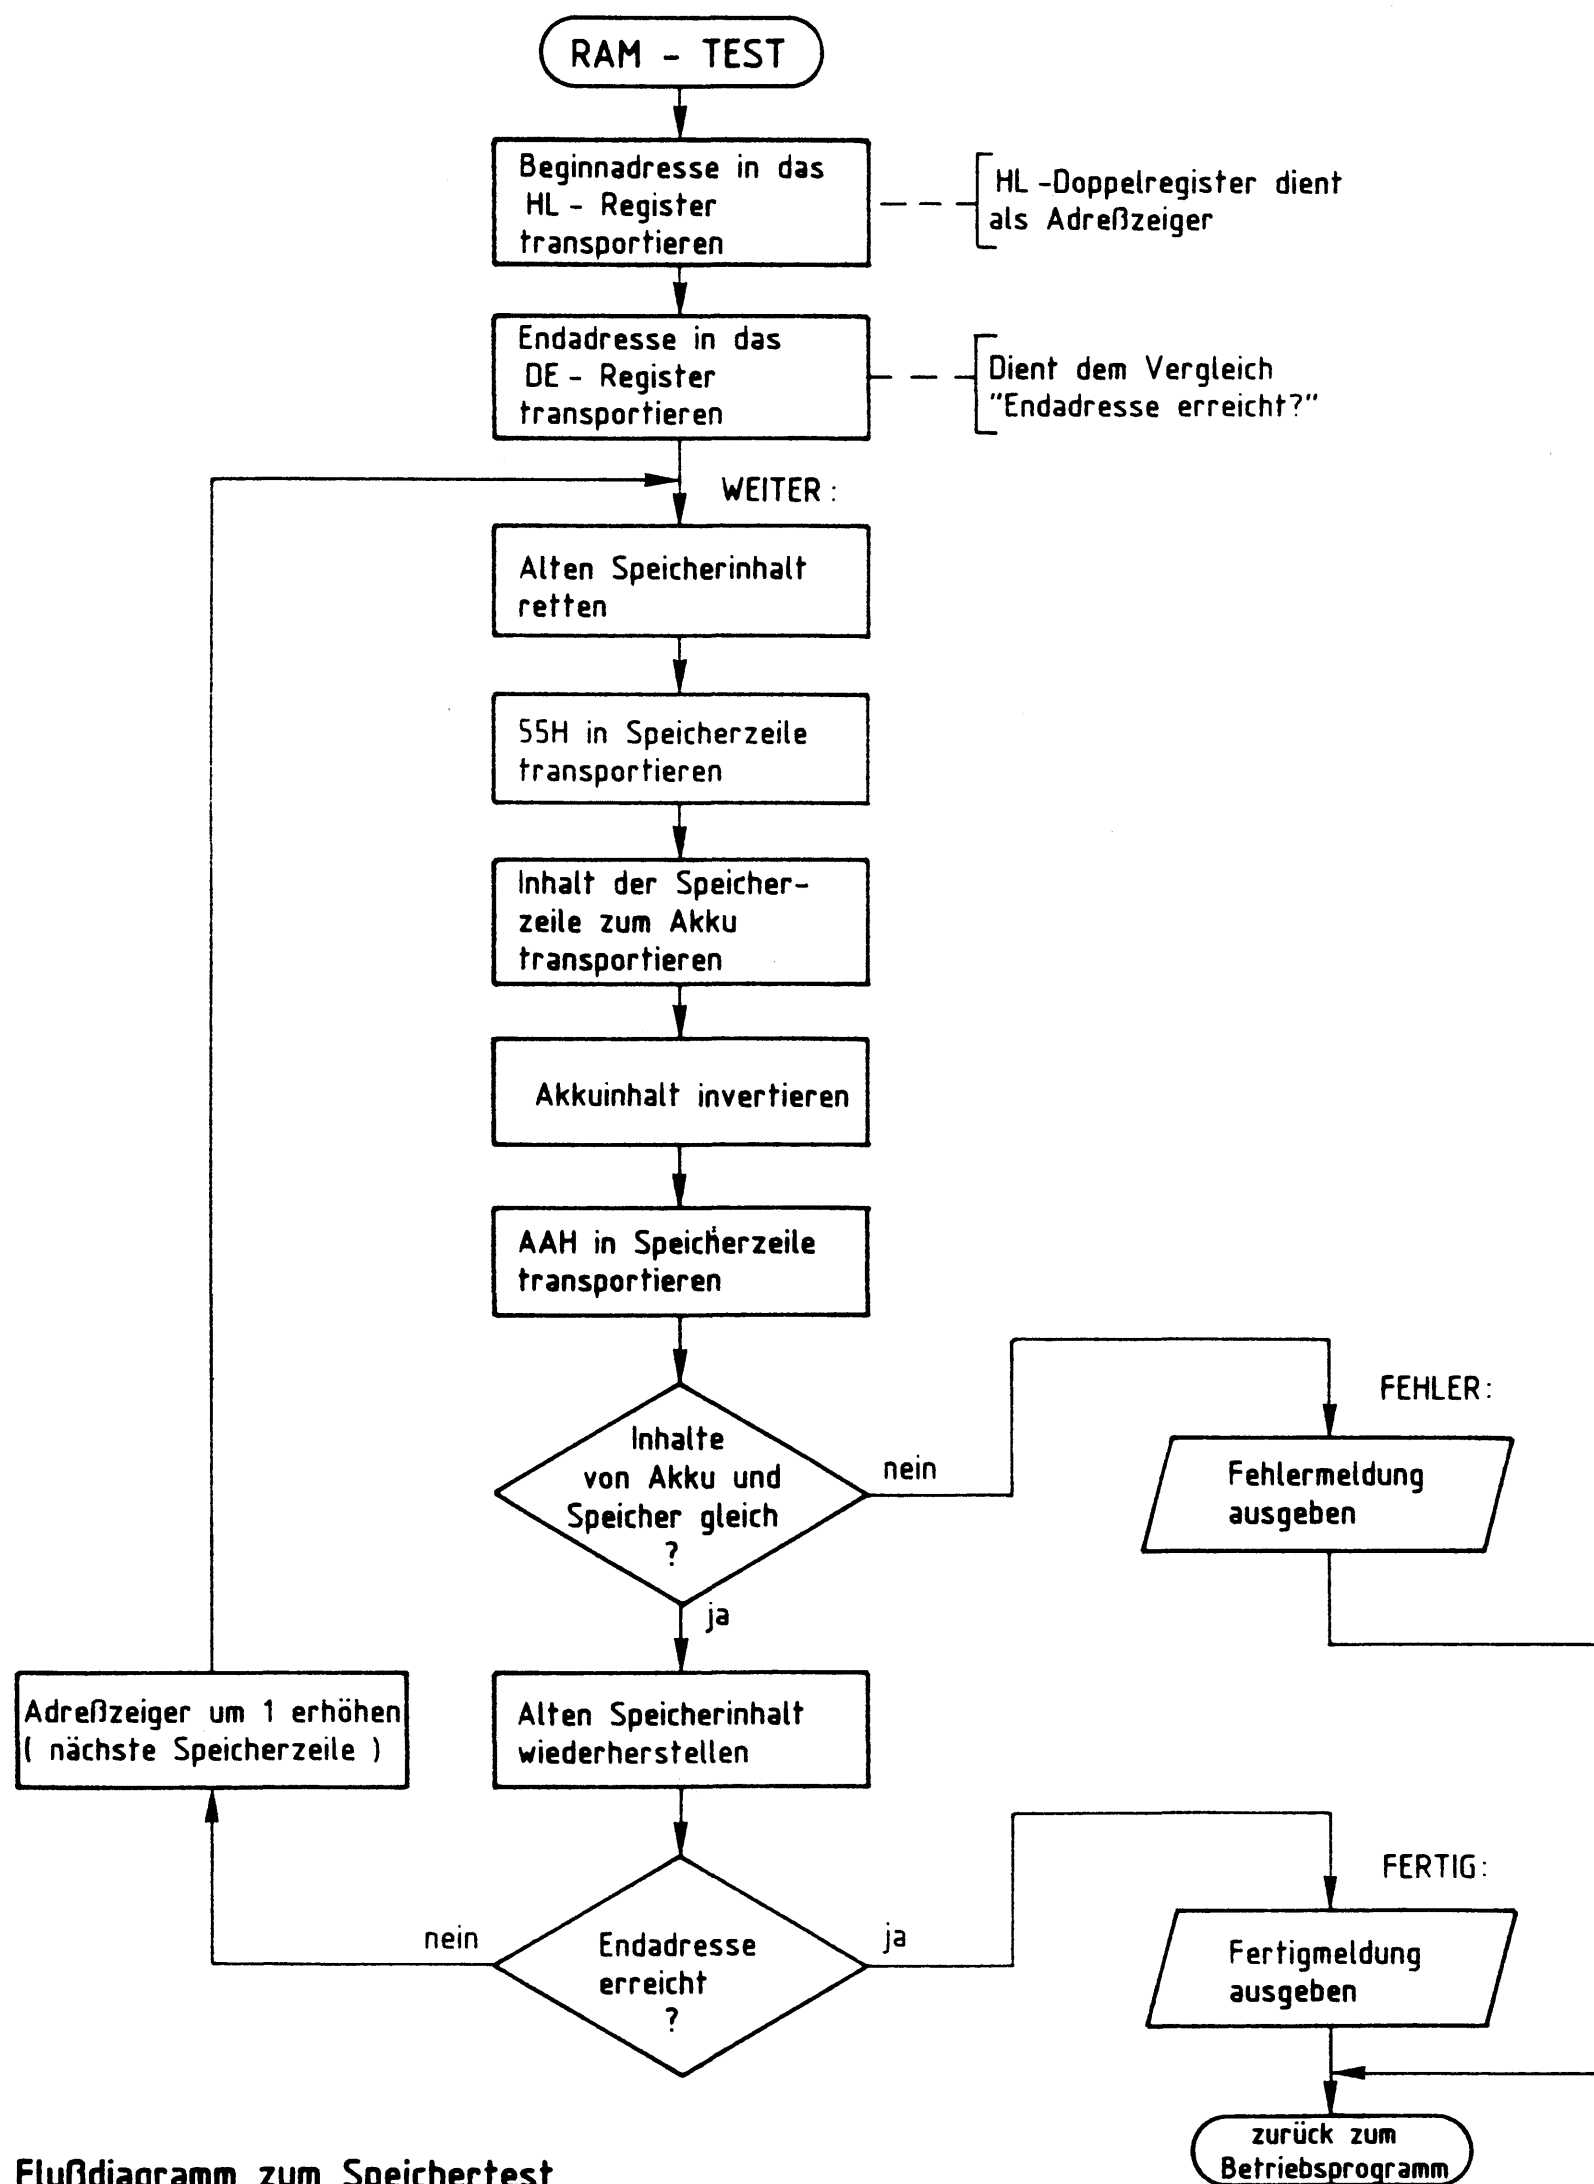 RAM - TEST
Beginnadresse in das
HL - Register
transportieren
HL-Doppelregister dient
als Adreßzeiger
Endadresse in das
DE - Register
transportieren
Dient dem Vergleich
"Endadresse erreicht?"
WEITER:
Alten Speicherinhalt
retten
55H in Speicherzeile
transportieren
Inhalt der Speicher-
zeile zum Akku
transportieren
Akkuinhalt invertieren
AAH in Speicherzeile
transportieren
Inhalte
von Akku und
Speicher gleich
?
nein
FEHLER:
Fehlermeldung
ausgeben
ja
Adreßzeiger um 1 erhöhen
( nächste Speicherzeile )
Alten Speicherinhalt
wiederherstellen
nein
Endadresse
erreicht
?
ja
FERTIG:
Fertigmeldung
ausgeben
zurück zum
Betriebsprogramm
Flußdiagramm zum Speichertest